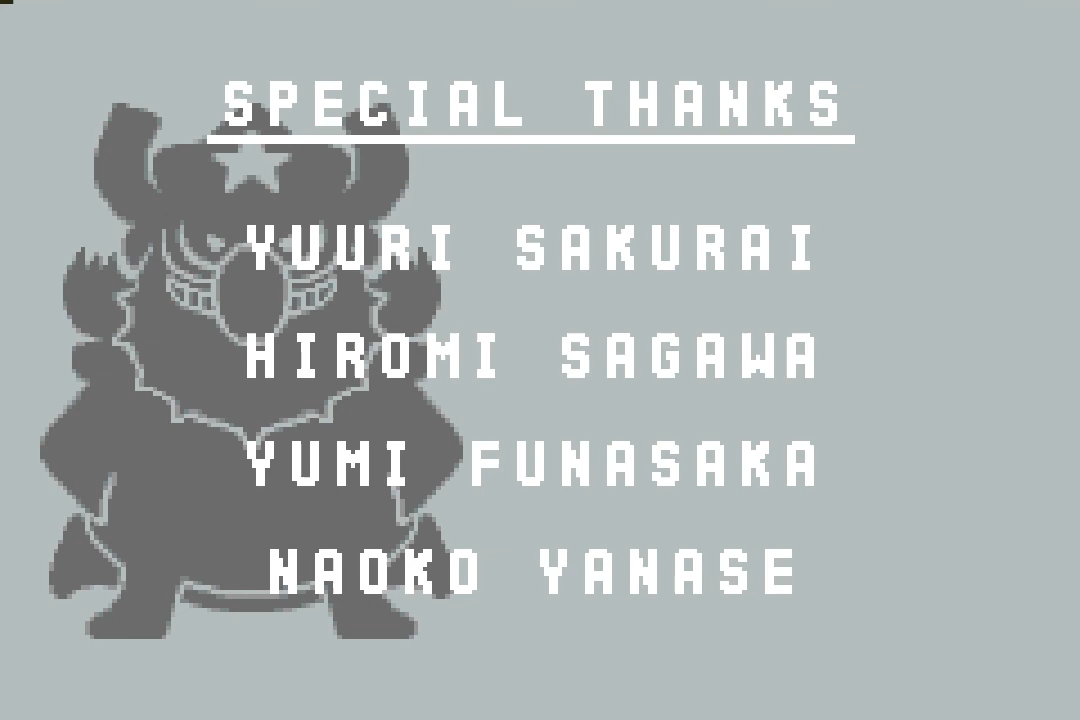 SPECIAL THANKS
YUURI SAKURAI
HIROMI SAGAWA
YUMI FUNASAKA
NAOKO YANASE